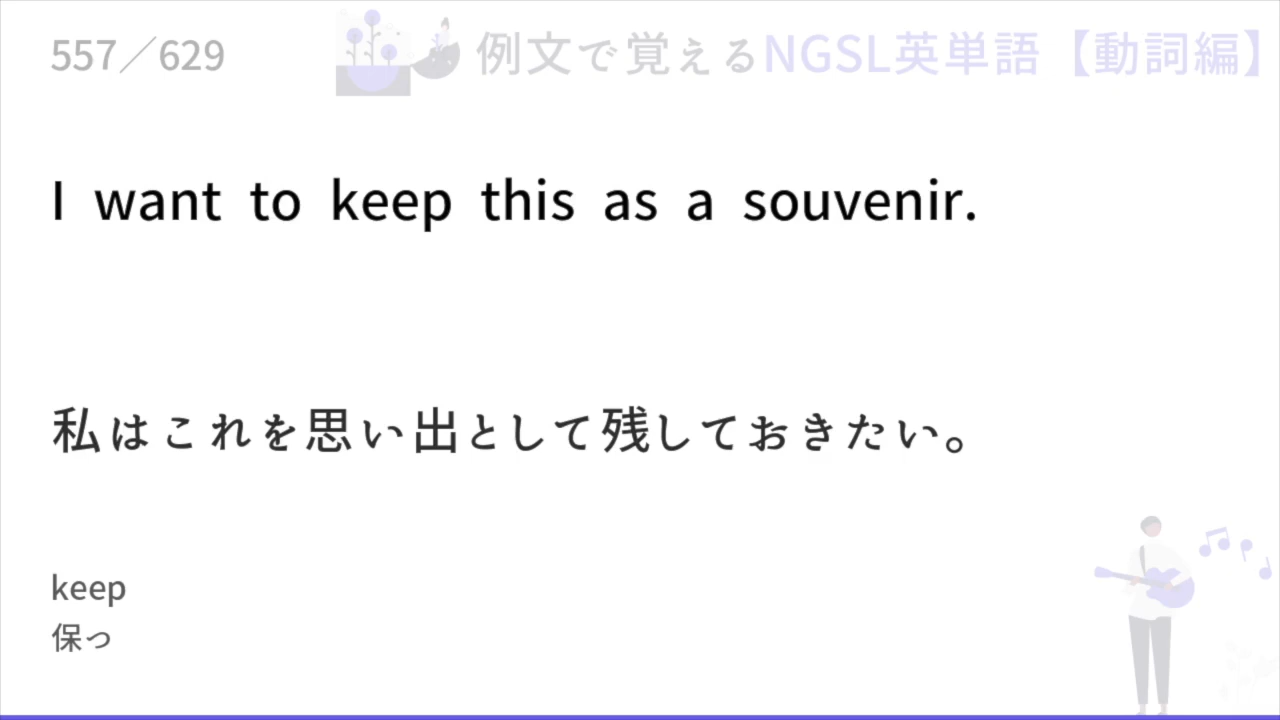 557／629
例文で覚えるNGSL英単語【動詞編】
I want to keep this as a souvenir.
私はこれを思い出として残しておきたい。
keep
保っ